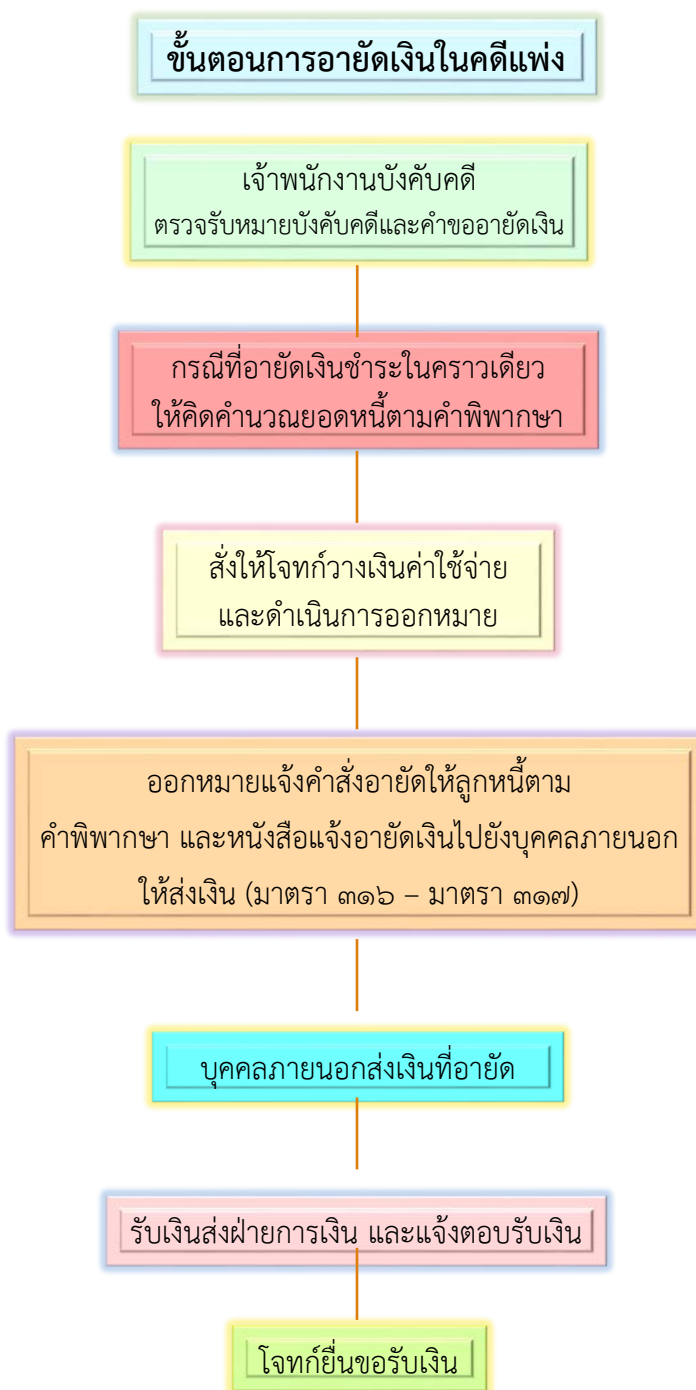 ขั้นตอนการอายัดเงินในคดีแพ่ง
เจ้าพนักงานบังคับคดี
ตรวจรับหมายบังคับคดีและคำขออายัดเงิน
กรณีที่อายัดเงินชำระในคราวเดียว
ให้คิดคำนวณยอดหนี้ตามคำพิพากษา
สั่งให้โจทก์วางเงินค่าใช้จ่าย
และดำเนินการออกหมาย
ออกหมายแจ้งคำสั่งอายัดให้ลูกหนี้ตาม
คำพิพากษา และหนังสือแจ้งอายัดเงินไปยังบุคคลภายนอก
ให้ส่งเงิน (มาตรา ๓๑๖ – มาตรา ๓๑๗)
บุคคลภายนอกส่งเงินที่อายัด
รับเงินส่งฝ่ายการเงิน และแจ้งตอบรับเงิน
โจทก์ยื่นขอรับเงิน